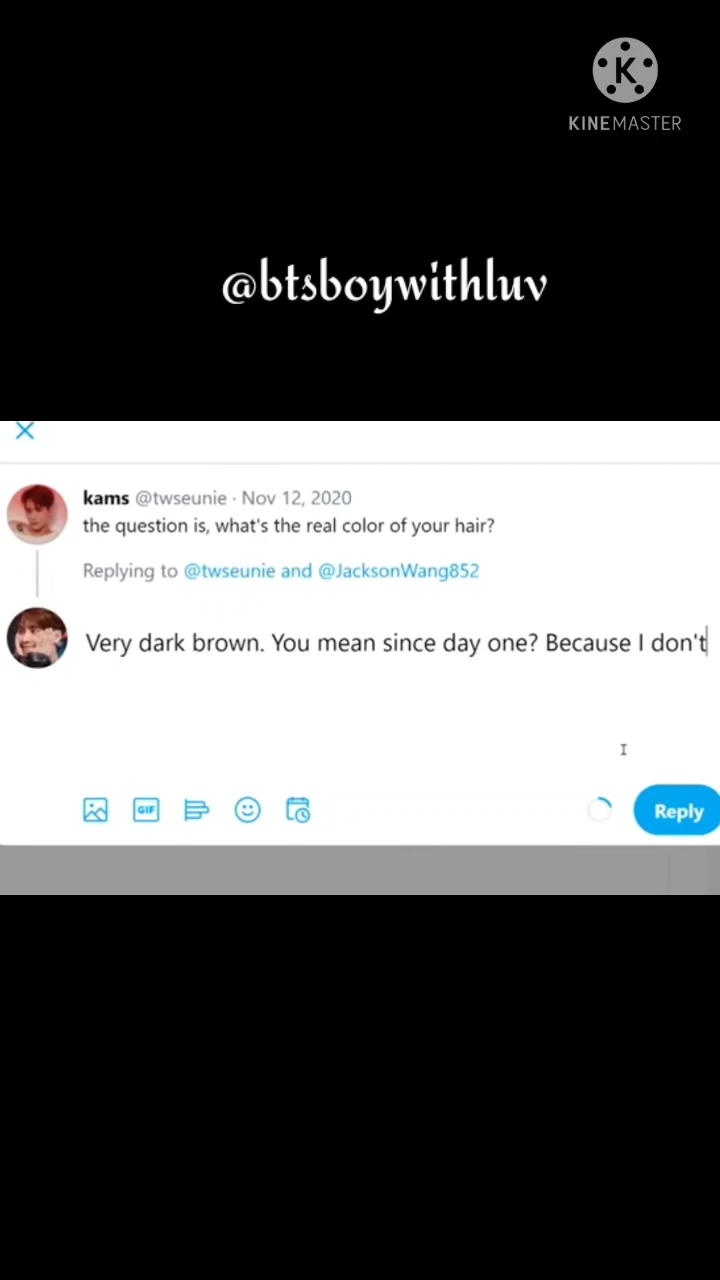 K
KINEMASTER
@btsboywithluv
kams @twseunie · Nov 12, 2020
the question is, what's the real color of your hair?
Replying to @twseunie and @JacksonWang852
Very dark brown. You mean since day one? Because I don't
GIF
Reply